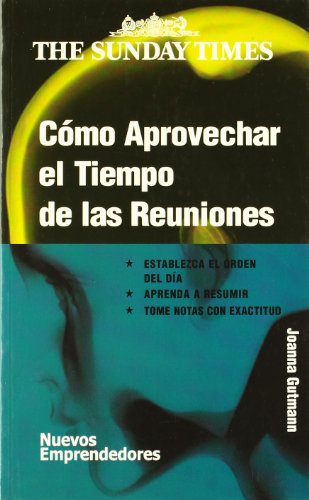 THE SUNDAY TIMES
Cómo Aprovechar
el Tiempo
de las Reuniones
★ ESTABLEZCA EL ORDEN
DEL DÍA
★ APRENDA A RESUMIR
★ TOME NOTAS CON EXACTITUD
Joanna Gutmann
Nuevos
Emprendedores